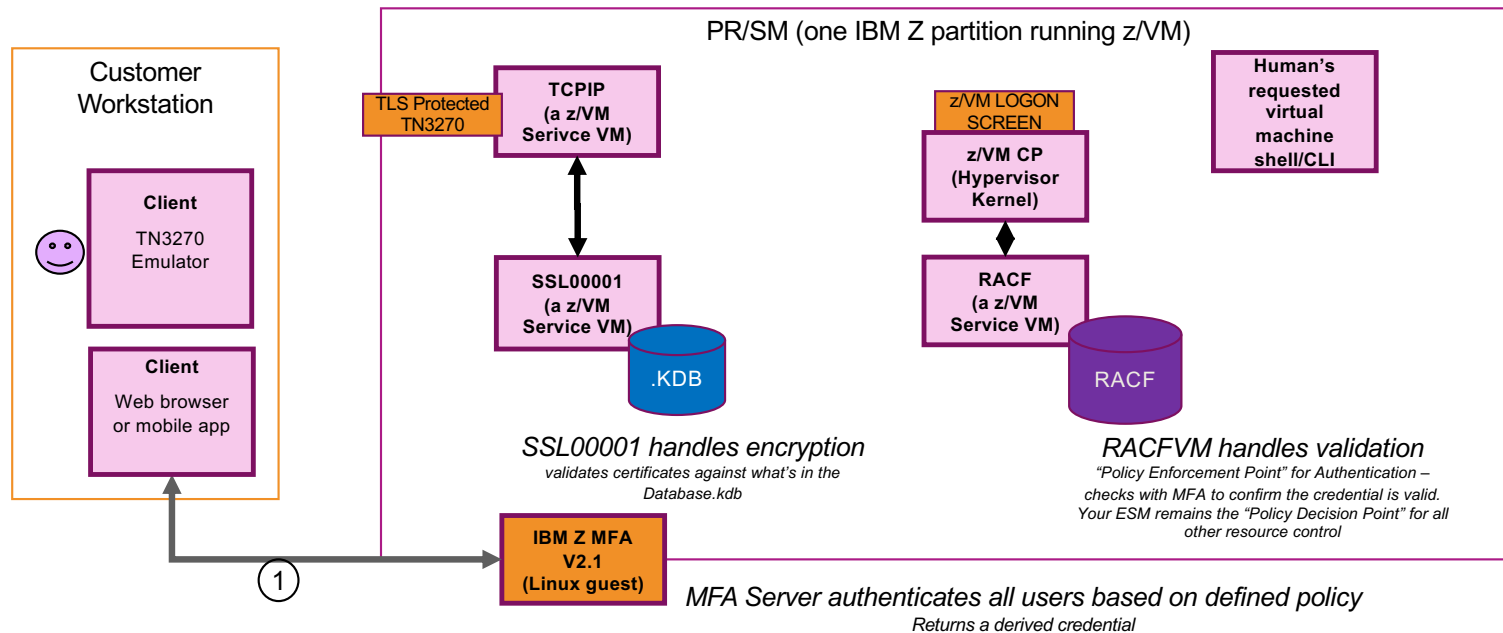 PR/SM (one IBM Z partition running z/VM)
Customer
Workstation
Client
TN3270
Emulator
Client
Web browser
or mobile app
TLS Protected
TN3270
TCPIP
(a z/VM
Serivce VM)
SSL00001
(a z/VM
Service VM)
.KDB
SSL00001 handles encryption
validates certificates against what's in the
Database.kdb
z/VM LOGON
SCREEN
z/VM CP
(Hypervisor
Kernel)
RACF
(a z/VM
Service VM)
RACF
RACFVM handles validation
“Policy Enforcement Point” for Authentication –
checks with MFA to confirm the credential is valid.
Your ESM remains the “Policy Decision Point” for all
other resource control
Human’s
requested
virtual
machine
shell/CLI
1
IBM Z MFA
V2.1
(Linux guest)
MFA Server authenticates all users based on defined policy
Returns a derived credential